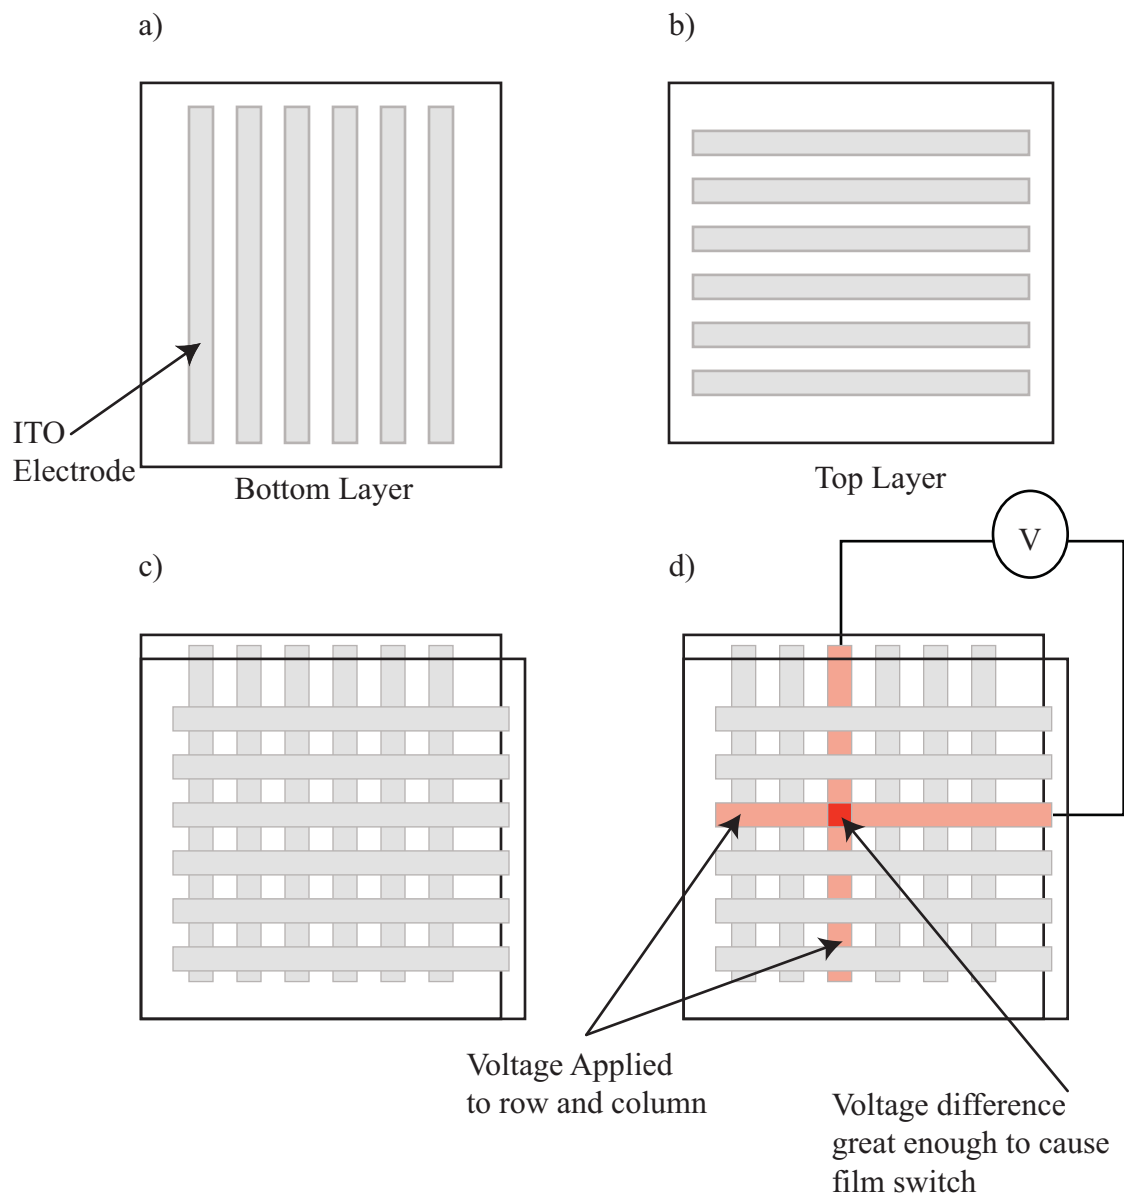 a)
b)
ITO
Electrode
Bottom Layer
Top Layer
V
c)
d)
Voltage Applied
to row and column
Voltage difference
great enough to cause
film switch